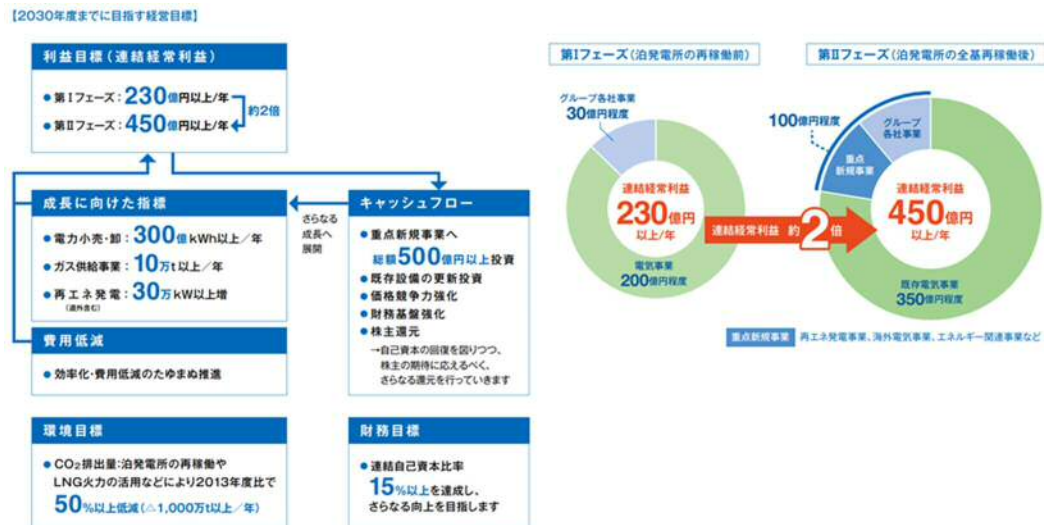 【2030年度までに目指す経営目標】
利益目標(連結経常利益)
●第Ⅰフェーズ:230億円以上/年
●第Ⅱフェーズ:450億円以上/年
約2倍
成長に向けた指標
●電力小売・卸:300億kWh以上/年
●ガス供給事業:10万t以上/年
●再エネ発電:30万kW以上増
(道外含む)
費用低減
●効率化・費用低減のたゆまぬ推進
さらなる
成長へ
展開
キャッシュフロー
●重点新規事業へ
総額500億円以上投資
●既存設備の更新投資
●価格競争力強化
●財務基盤強化
●株主還元
→自己資本の回復を図りつつ、
株主の期待に応えるべく、
さらなる還元を行っていきます
環境目標
●CO2排出量:泊発電所の再稼働や
LNG火力の活用などにより2013年度比で
50%以上低減(△1,000万t以上/年)
財務目標
●連結自己資本比率
15%以上を達成し、
さらなる向上を目指します
第Ⅰフェーズ(泊発電所の再稼働前)
グループ各社事業
30億円程度
連結経常利益
230億円
以上/年
電気事業
200億円程度
連結経常利益 約2倍
第Ⅱフェーズ(泊発電所の全基再稼働後)
100億円程度
グループ
各社事業
重点
新規事業
連結経常利益
450億円
以上/年
既存電気事業
350億円程度
重点新規事業 再エネ発電事業、海外電気事業、エネルギー関連事業など